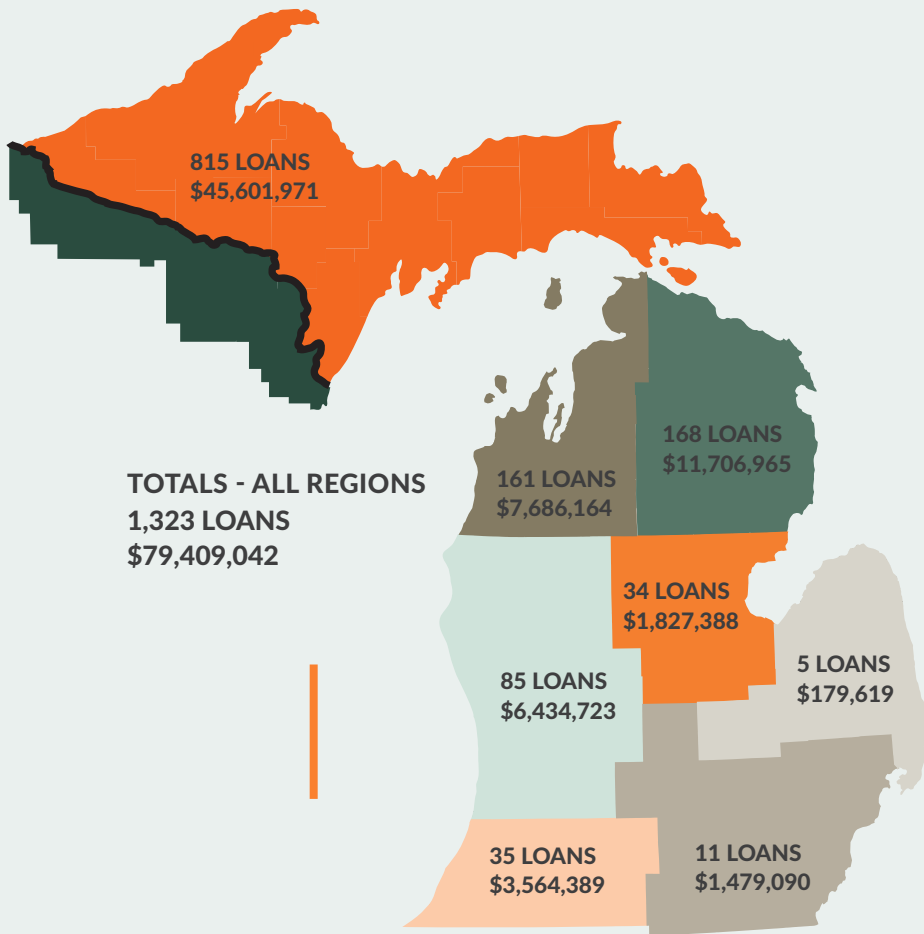 815 LOANS
$45,601,971
168 LOANS
$11,706,965
161 LOANS
$7,686,164
TOTALS - ALL REGIONS
1,323 LOANS
$79,409,042
34 LOANS
$1,827,388
5 LOANS
$179,619
85 LOANS
$6,434,723
35 LOANS
$3,564,389
11 LOANS
$1,479,090